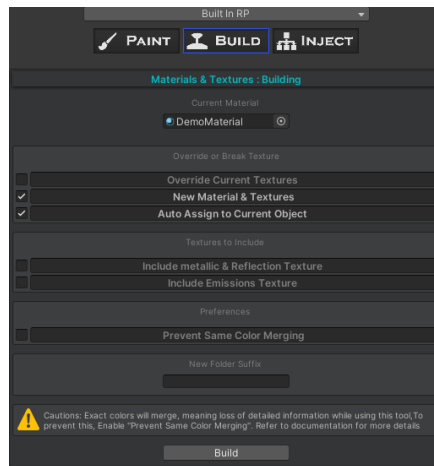 Built In RP
PAINT BUILD INJECT
Materials & Textures : Building
Current Material
DemoMaterial
Override or Break Texture
Override Current Textures
New Material & Textures
Auto Assign to Current Object
Textures to Include
Include metallic & Reflection Texture
Include Emissions Texture
Preferences
Prevent Same Color Merging
New Folder Suffix
Cautions: Exact colors will merge, meaning loss of detailed information while using this tool,To
prevent this, Enable "Prevent Same Color Merging". Refer to documentation for more details
Build